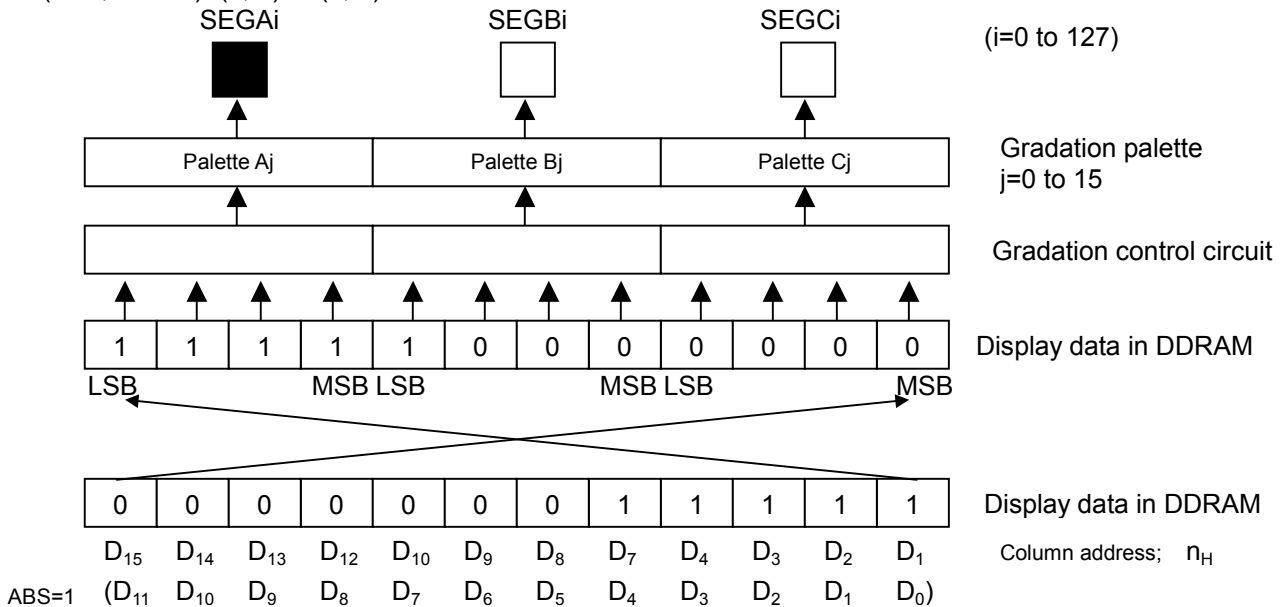 SEGAi SEGBi SEGCi (i=0 to 127)
Palette Aj Palette Bj Palette Cj Gradation palette
j=0 to 15
Gradation control circuit
1 1 1 1 1 0 0 0 0 0 0 0 Display data in DDRAM
LSB MSB LSB MSB LSB MSB
0 0 0 0 0 0 0 1 1 1 1 1 Display data in DDRAM
D15 D14 D13 D12 D10 D9 D8 D7 D4 D3 D2 D1 Column address; nH
ABS=1 (D11 D10 D9 D8 D7 D6 D5 D4 D3 D2 D1 D0)